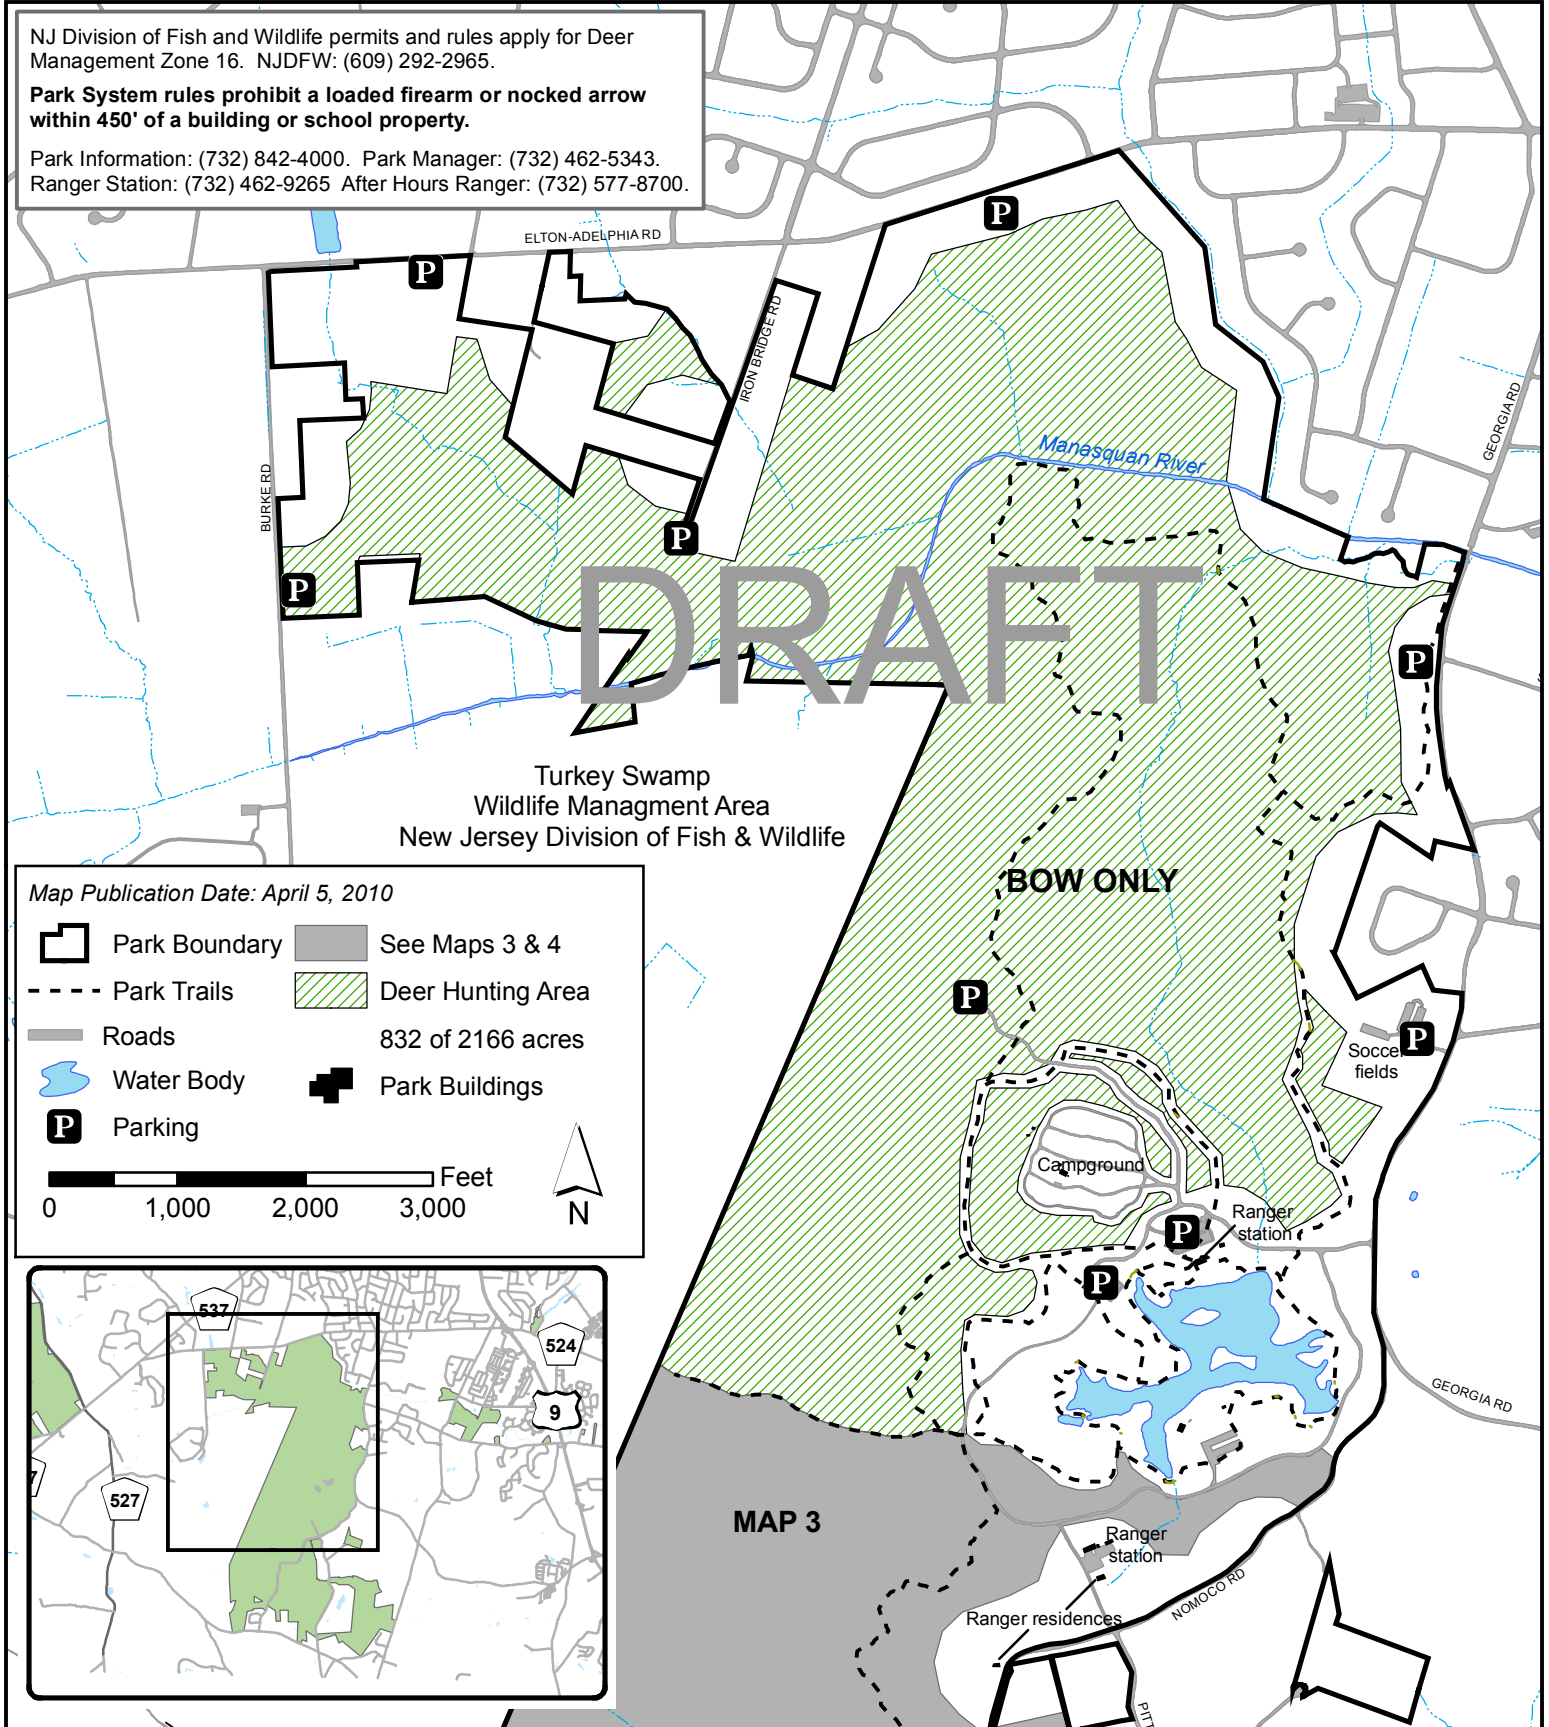 NJ Division of Fish and Wildlife permits and rules apply for Deer
Management Zone 16.  NJDFW: (609) 292-2965.
Park System rules prohibit a loaded firearm or nocked arrow
within 450' of a building or school property.
Park Information: (732) 842-4000.  Park Manager: (732) 462-5343.
Ranger Station: (732) 462-9265  After Hours Ranger: (732) 577-8700.
P
ELTON-ADELPHIA RD
P
IRON BRIDGE RD
GEORGIA RD
Manasquan River
BURKE RD
P
P
DRAFT
P
Turkey Swamp
Wildlife Managment Area
New Jersey Division of Fish & Wildlife
BOW ONLY
Map Publication Date: April 5, 2010
Park Boundary
See Maps 3 & 4
Park Trails
Deer Hunting Area
Roads
832 of 2166 acres
Water Body
Park Buildings
P
Parking
Feet
0
1,000
2,000
3,000
N
P
P
Soccer
fields
Campground
P
Ranger
station
P
GEORGIA RD
537
524
9
527
7
MAP 3
Ranger
station
NOMOCO RD
Ranger residences
PITT